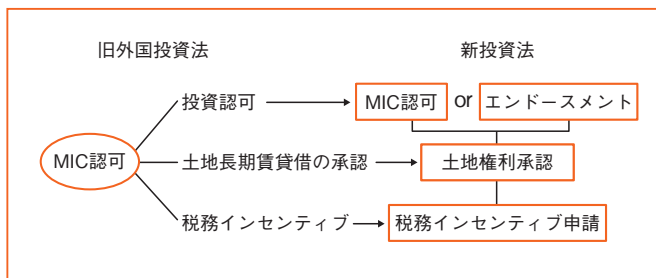 旧外国投資法 新投資法
投資認可 MIC認可 or エンドースメント
MIC認可 土地長期賃貸借の承認 土地権利承認
税務インセンティブ 税務インセンティブ申請